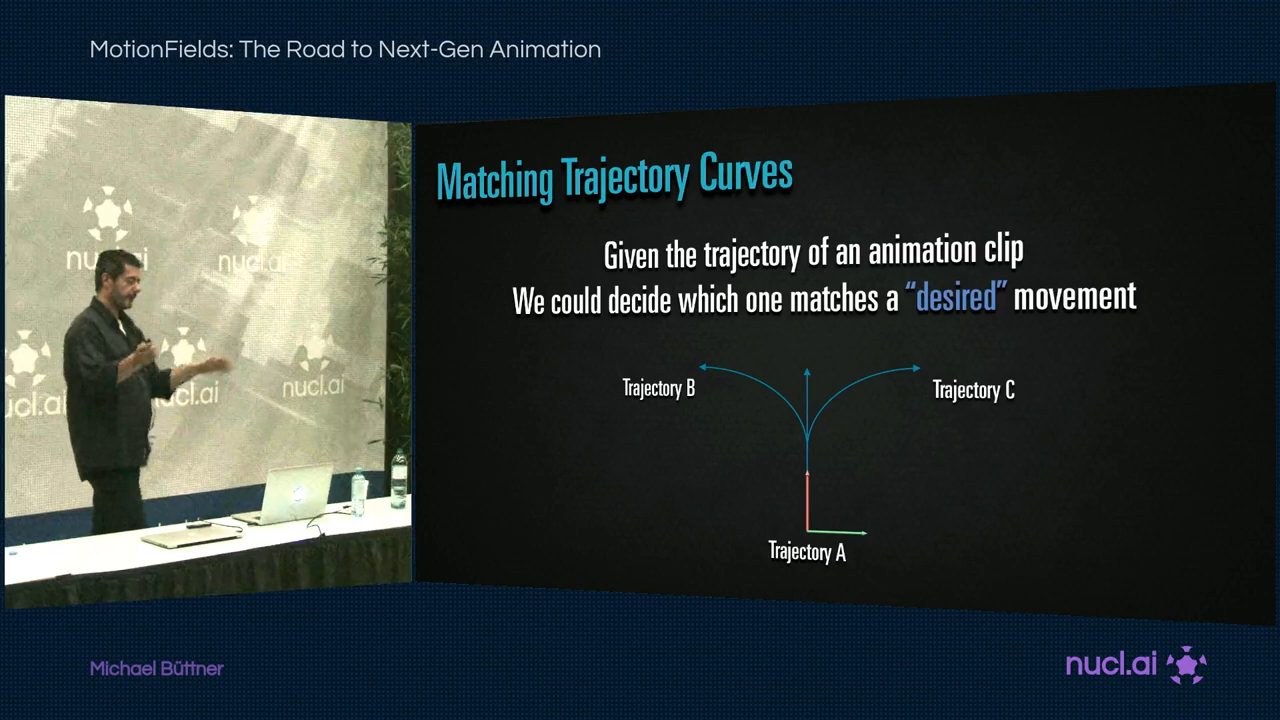 MotionFields: The Road to Next-Gen Animation
nucl.ai
nucl.ai
nucl.ai
nucl.ai
nucl.ai
Matching Trajectory Curves
Given the trajectory of an animation clip
We could decide which one matches a “desired” movement
Trajectory B
Trajectory C
Trajectory A
Michael Büttner
nucl.ai